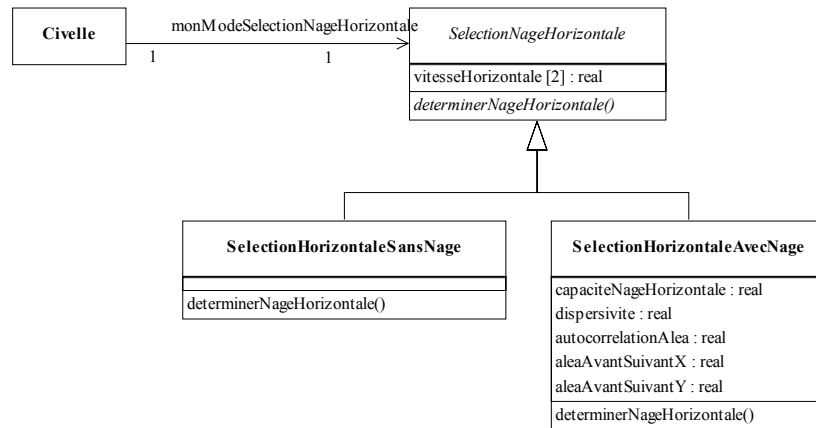 Civelle
monModeSelectionNageHorizontale
1
1
SelectionNageHorizontale
vitesseHorizontale [2] : real
determinerNageHorizontale()
SelectionHorizontaleSansNage
determinerNageHorizontale()
SelectionHorizontaleAvecNage
capaciteNageHorizontale : real
dispersivite : real
autocorrelationAlea : real
aleaAvantSuivantX : real
aleaAvantSuivantY : real
determinerNageHorizontale()